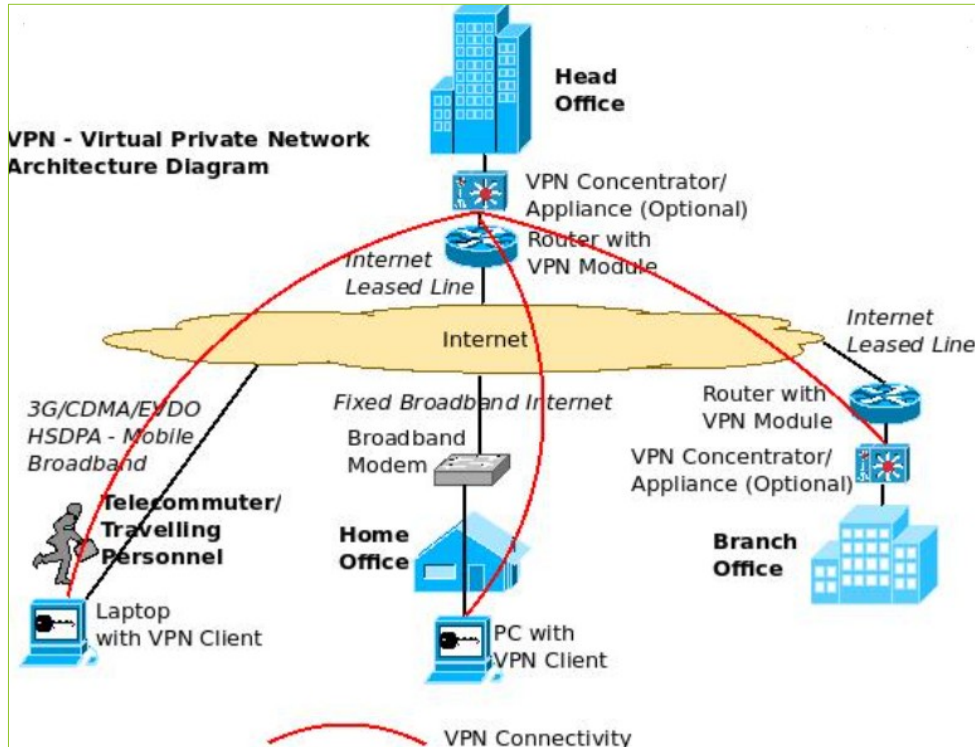 Head
Office
VPN - Virtual Private Network
Architecture Diagram
VPN Concentrator/
Appliance (Optional)
Router with
VPN Module
Internet
Leased Line
Internet
Internet
Leased Line
3G/CDMA/EVDO
HSDPA - Mobile
Broadband
Fixed Broadband Internet
Broadband
Modem
Router with
VPN Module
VPN Concentrator/
Appliance (Optional)
Telecommuter/
Travelling
Personnel
Home
Office
Branch
Office
Laptop
with VPN Client
PC with
VPN Client
VPN Connectivity